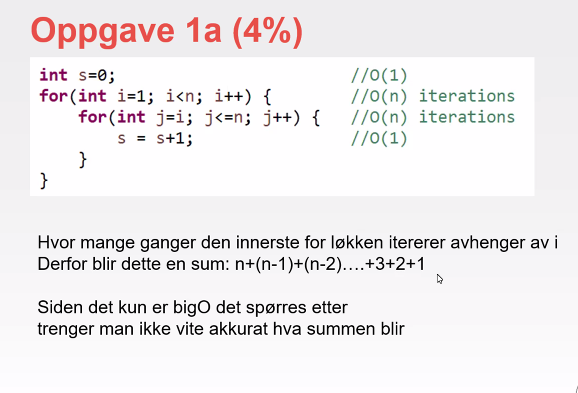 Oppgave 1a (4%)
int s=0; //O(1)
for(int i=1; i<n; i++) { //O(n) iterations
for(int j=i; j<=n; j++) { //O(n) iterations
s = s+1; //O(1)
}
}
Hvor mange ganger den innerste for løkken itererer avhenger av i
Derfor blir dette en sum: n+(n-1)+(n-2)....+3+2+1
Siden det kun er bigO det spørres etter
trenger man ikke vite akkurat hva summen blir